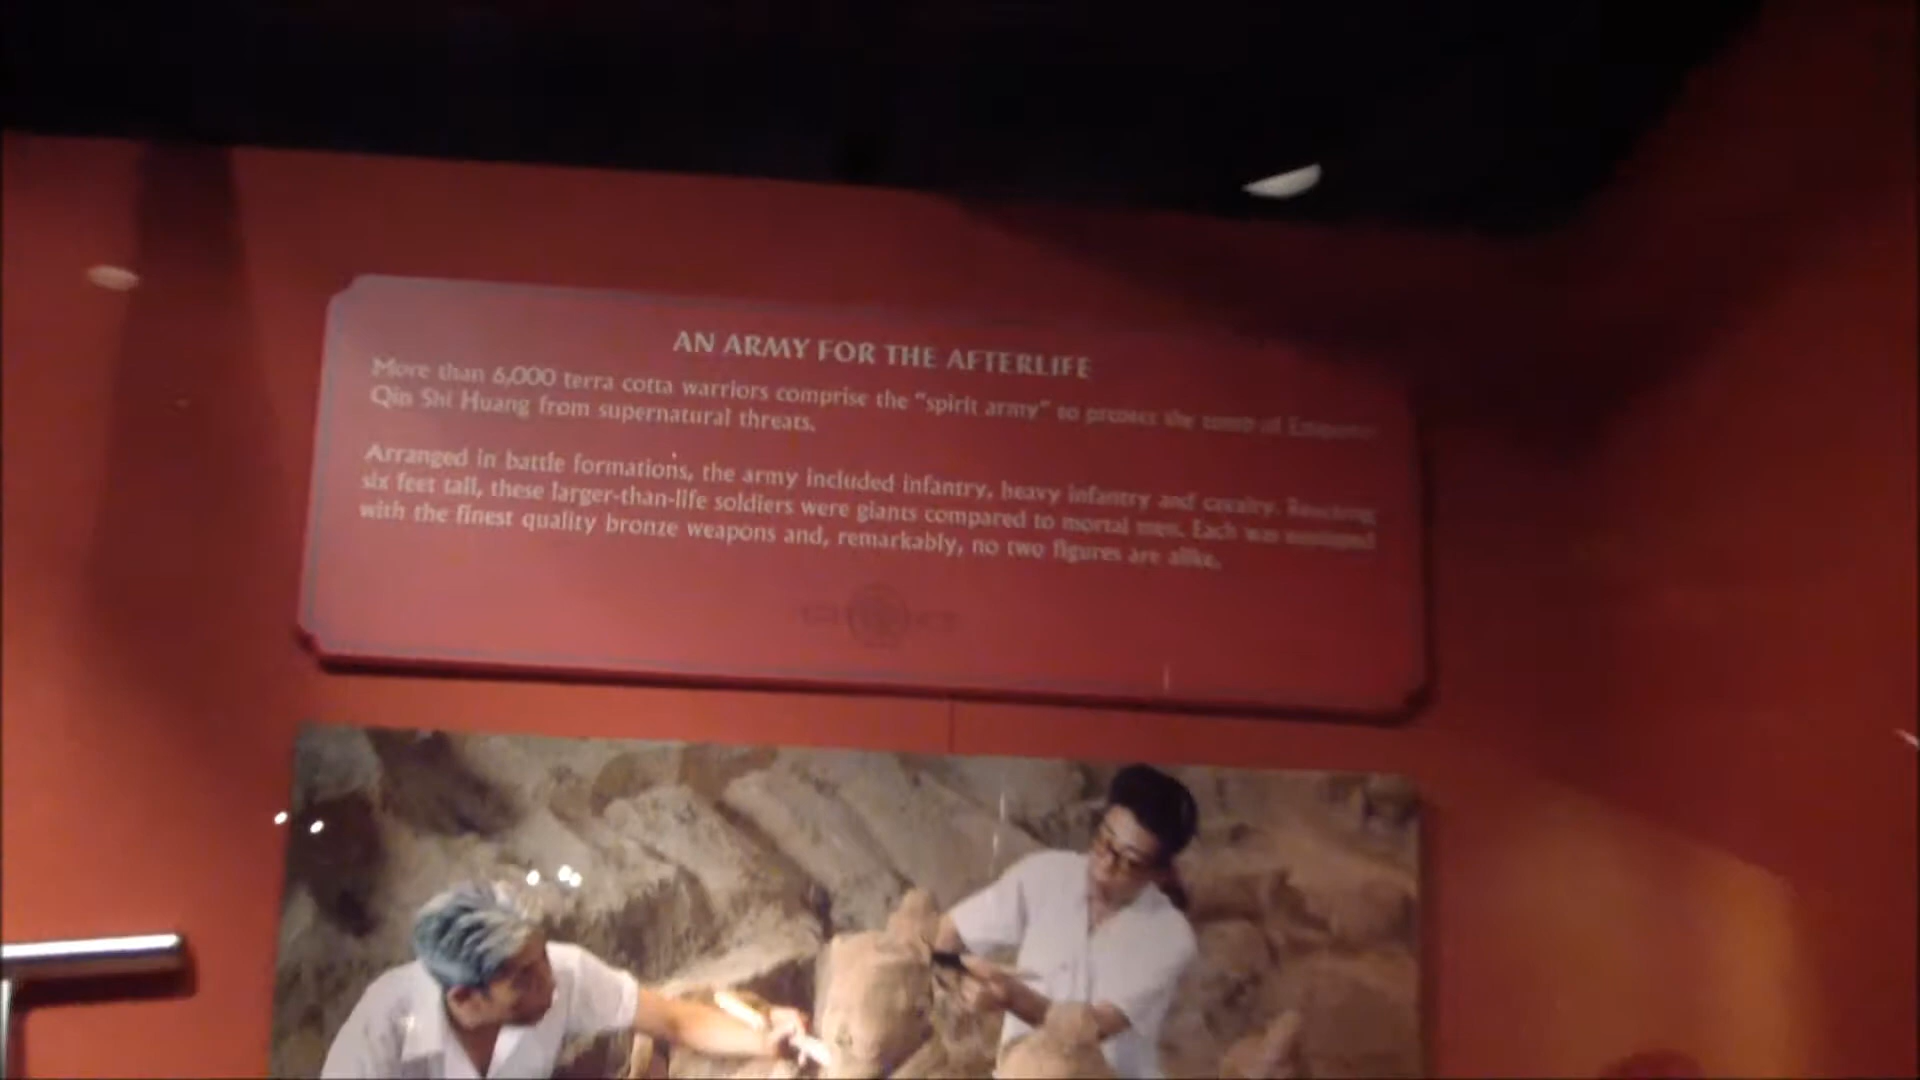 AN ARMY FOR THE AFTERLIFE
More than 6,000 terra cotta warriors comprise the "spirit army" to protect the tomb of Emperor
Qin Shi Huang from supernatural threats.
Arranged in battle formations, the army included infantry, heavy infantry and cavalry. Reaching
six feet tall, these larger-than-life soldiers were giants compared to mortal men. Each was equipped
with the finest quality bronze weapons and, remarkably, no two figures are alike.